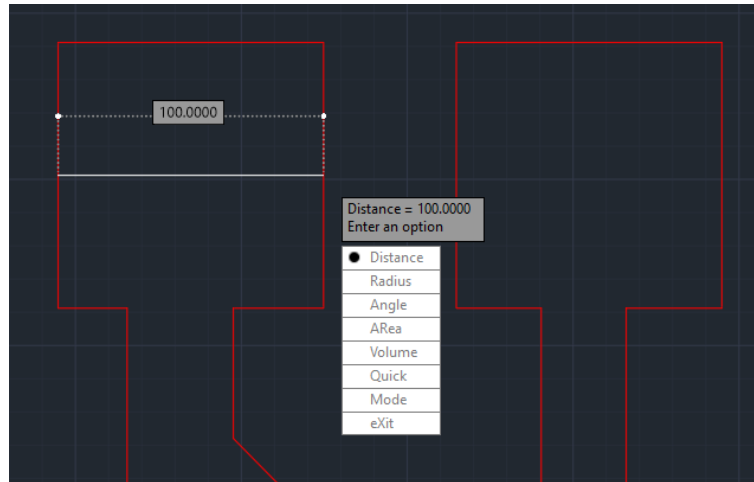 100.0000
Distance = 100.0000
Enter an option
Distance
Radius
Angle
ARea
Volume
Quick
Mode
eXit